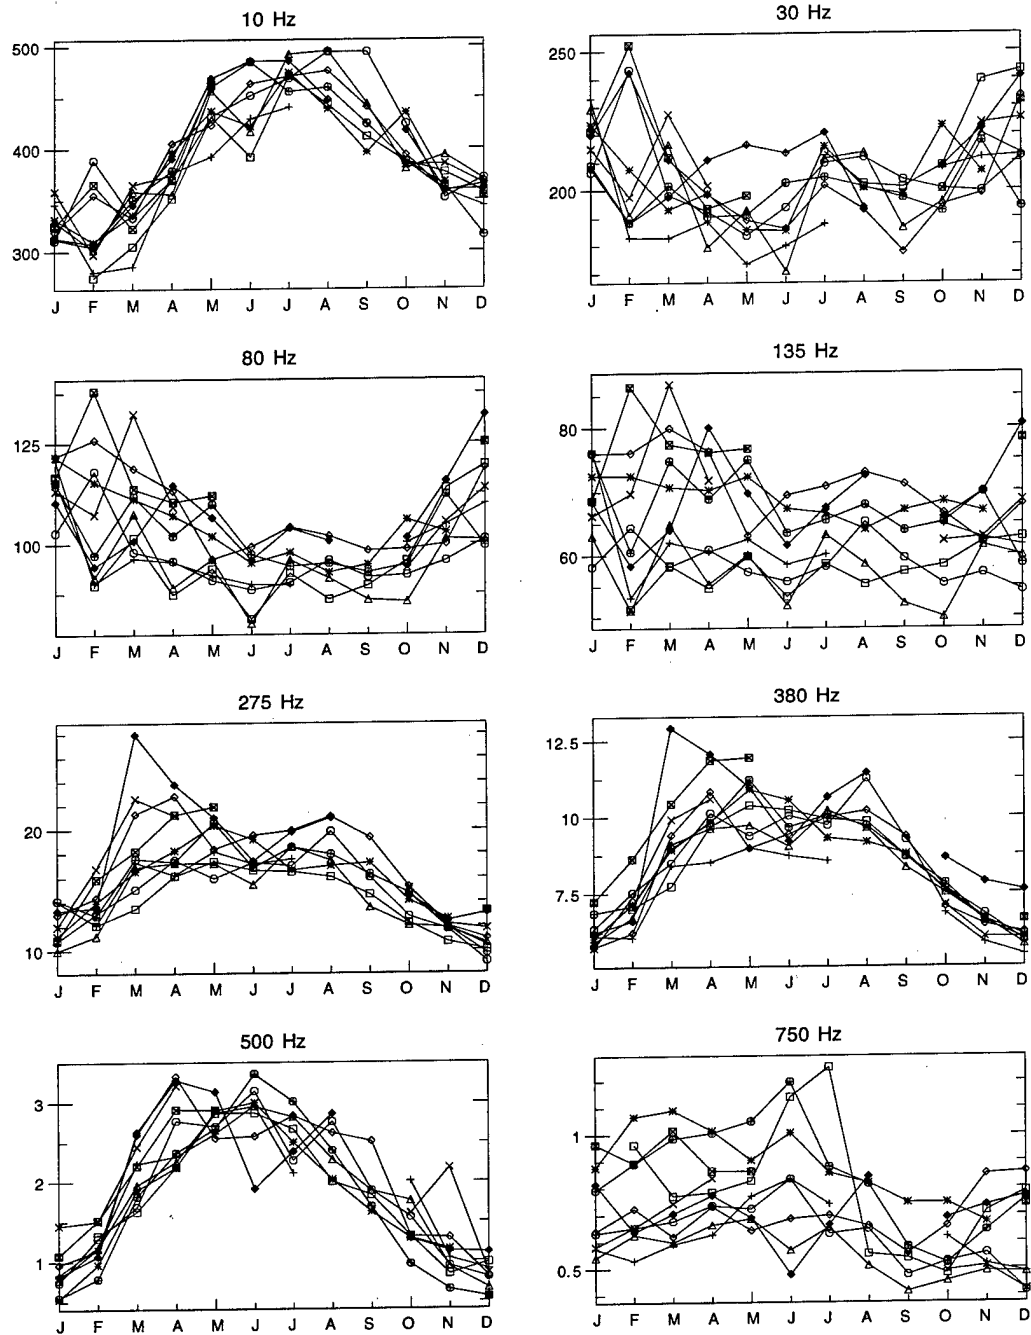 10 Hz
500
400
300
J F M A M J J A S O N D
30 Hz
250
200
J F M A M J J A S O N D
80 Hz
125
100
J F M A M J J A S O N D
135 Hz
80
60
J F M A M J J A S O N D
275 Hz
20
10
J F M A M J J A S O N D
380 Hz
12.5
10
7.5
J F M A M J J A S O N D
500 Hz
3
2
1
J F M A M J J A S O N D
750 Hz
1
0.5
J F M A M J J A S O N D